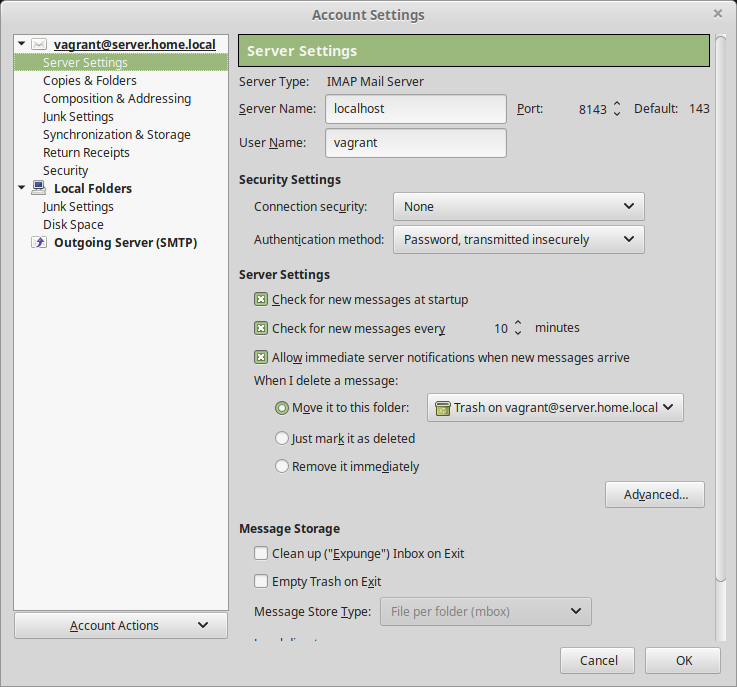 Account Settings
vagrant@server.home.local
Server Settings
Copies & Folders
Composition & Addressing
Junk Settings
Synchronization & Storage
Return Receipts
Security
Local Folders
Junk Settings
Disk Space
Outgoing Server (SMTP)
Account Actions
Server Settings
Server Type: IMAP Mail Server
Server Name: localhost Port: 8143 Default: 143
User Name: vagrant
Security Settings
Connection security: None
Authentication method: Password, transmitted insecurely
Server Settings
Check for new messages at startup
Check for new messages every 10 minutes
Allow immediate server notifications when new messages arrive
When I delete a message:
Move it to this folder: Trash on vagrant@server.home.local
Just mark it as deleted
Remove it immediately
Advanced...
Message Storage
Clean up ("Expunge") Inbox on Exit
Empty Trash on Exit
Message Store Type: File per folder (mbox)
Cancel OK